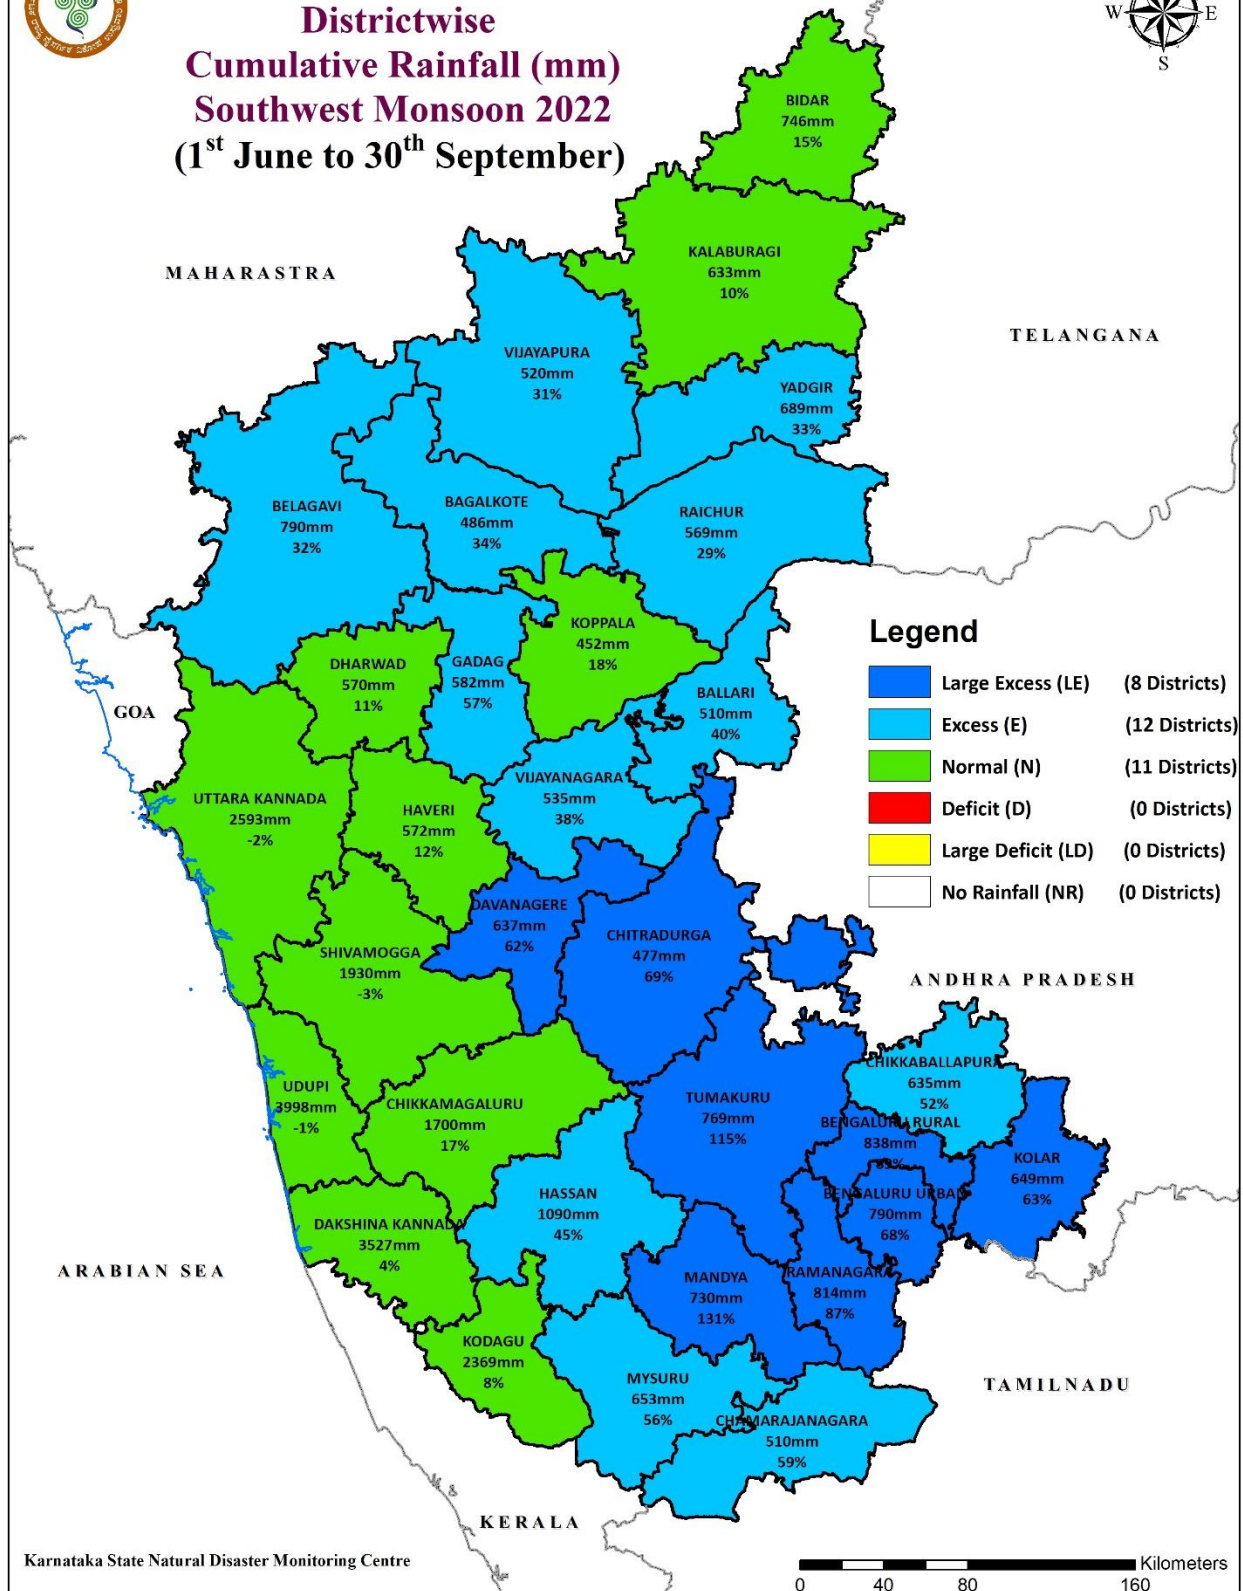 Districtwise
Cumulative Rainfall (mm)
Southwest Monsoon 2022
(1st June to 30th September)
W E
S
BIDAR
746mm
15%
KALABURAGI
633mm
10%
MAHARASTRA
TELANGANA
VIJAYAPURA
520mm
31%
YADGIR
689mm
33%
BELAGAVI
790mm
32%
BAGALKOTE
486mm
34%
RAICHUR
569mm
29%
KOPPALA
452mm
18%
DHARWAD
570mm
11%
GADAG
582mm
57%
BALLARI
510mm
40%
GOA
Legend
Large Excess (LE) (8 Districts)
Excess (E) (12 Districts)
Normal (N) (11 Districts)
Deficit (D) (0 Districts)
Large Deficit (LD) (0 Districts)
No Rainfall (NR) (0 Districts)
UTTARA KANNADA
2593mm
-2%
HAVERI
572mm
12%
VIJAYANAGARA
535mm
38%
DAVANAGERE
637mm
62%
CHITRADURGA
477mm
69%
SHIVAMOGGA
1930mm
-3%
ANDHRA PRADESH
UDUPI
3998mm
-1%
CHIKKAMAGALURU
1700mm
17%
TUMAKURU
769mm
115%
CHIKKABALLAPURA
635mm
52%
BENGALURU RURAL
838mm
KOLAR
649mm
63%
HASSAN
1090mm
45%
BENGALURU URBAN
790mm
68%
DAKSHINA KANNADA
3527mm
4%
ARABIAN SEA
MANDYA
730mm
131%
RAMANAGARA
814mm
87%
KODAGU
2369mm
8%
MYSURU
653mm
56%
CHAMARAJANAGARA
510mm
59%
TAMILNADU
KERALA
Karnataka State Natural Disaster Monitoring Centre
Kilometers
0 40 80 160